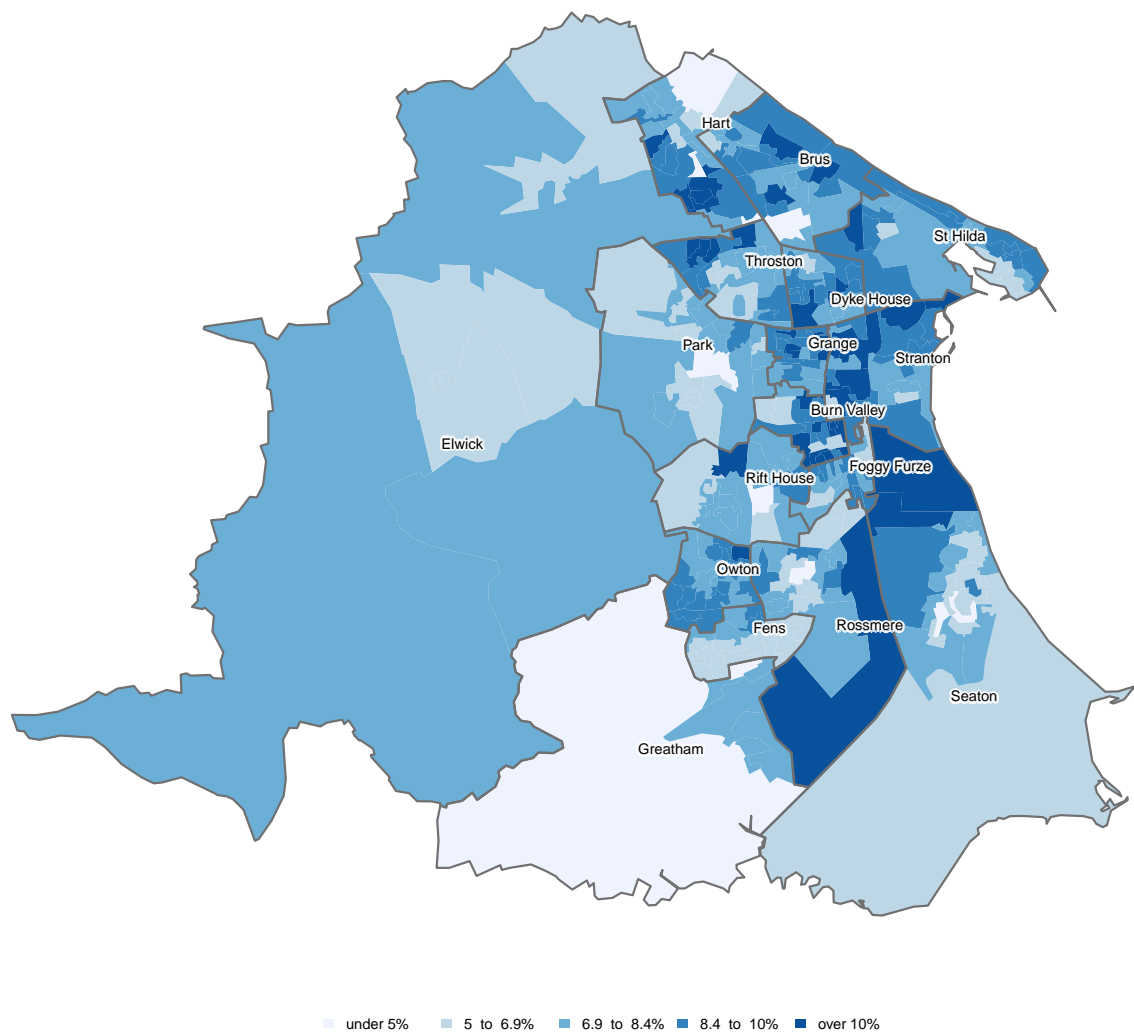 Hart
Brus
St Hilda
Throston
Dyke House
Park
Grange
Stranton
Burn Valley
Elwick
Foggy Furze
Rift House
Owton
Fens
Rossmere
Seaton
Greatham
under 5% 5 to 6.9% 6.9 to 8.4% 8.4 to 10% over 10%